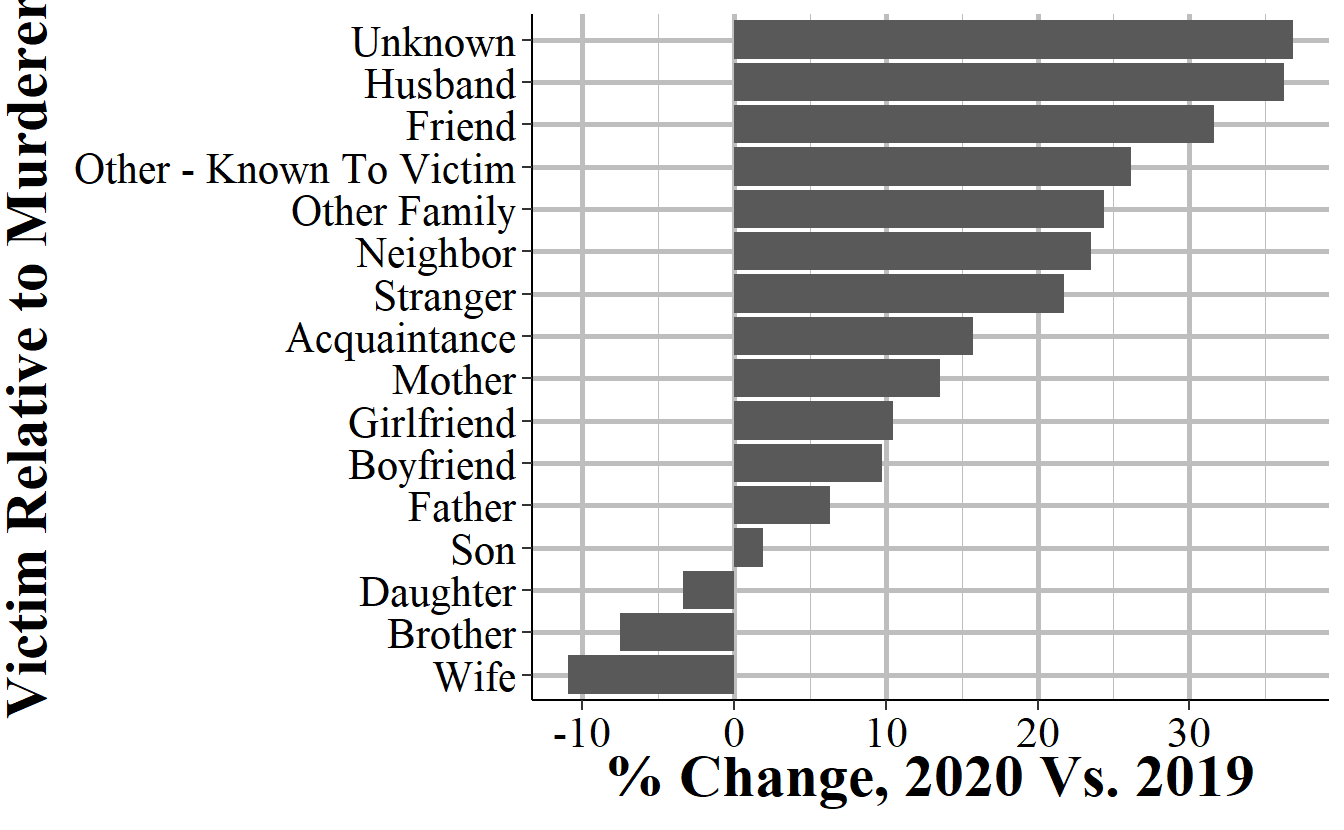 Victim Relative to Murderer
Unknown
Husband
Friend
Other - Known To Victim
Other Family
Neighbor
Stranger
Acquaintance
Mother
Girlfriend
Boyfriend
Father
Son
Daughter
Brother
Wife
-10 0 10 20 30
% Change, 2020 Vs. 2019